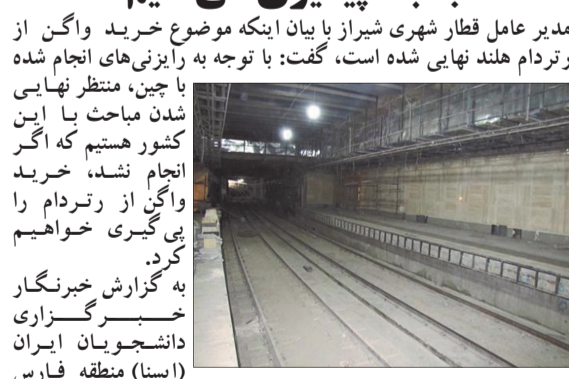 مدیر عامل قطار شهری شیراز با بیان اینکه موضوع خرید واگن از
رتردام هلند نهایی شده است، گفت: با توجه به رایزنی‌های انجام شده
با چین، منتظر نهایی
شدن مباحث با این
کشور هستیم که اگر
انجام نشد، خرید
واگن از رتردام را
پی‌گیری خواهیم
کرد.
به گزارش خبرنگار
خبرگزاری
دانشجویان ایران
(ایسنا) منطقه فارس